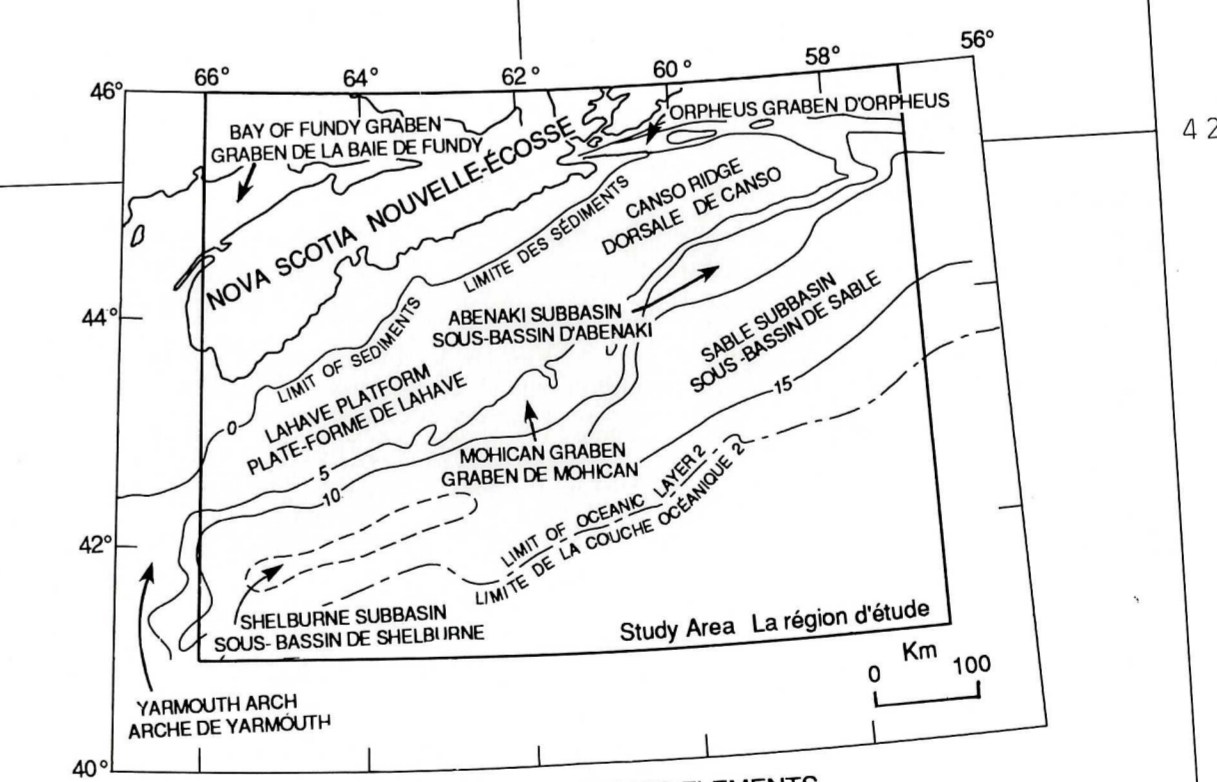 56°
58°
60°
62°
64°
66°
46°
42
ORPHEUS GRABEN D'ORPHEUS
BAY OF FUNDY GRABEN
GRABEN DE LA BAIE DE FUNDY
NOVA SCOTIA NOUVELLE-ÉCOSSE
CANSO RIDGE
DORSALE DE CANSO
LIMITE DES SÉDIMENTS
44°
ABENAKI SUBBASIN
SOUS-BASSIN D'ABENAKI
SABLE SUBBASIN
SOUS-BASSIN DE SABLE
LIMIT OF SEDIMENTS
LAHAVE PLATFORM
PLATE-FORME DE LAHAVE
0
15
5
10
MOHICAN GRABEN
GRABEN DE MOHICAN
LIMIT OF OCEANIC LAYER 2
LIMITE DE LA COUCHE OCÉANIQUE 2
42°
SHELBURNE SUBBASIN
SOUS-BASSIN DE SHELBURNE
Study Area La région d'étude
Km
0 100
YARMOUTH ARCH
ARCHE DE YARMOUTH
40°